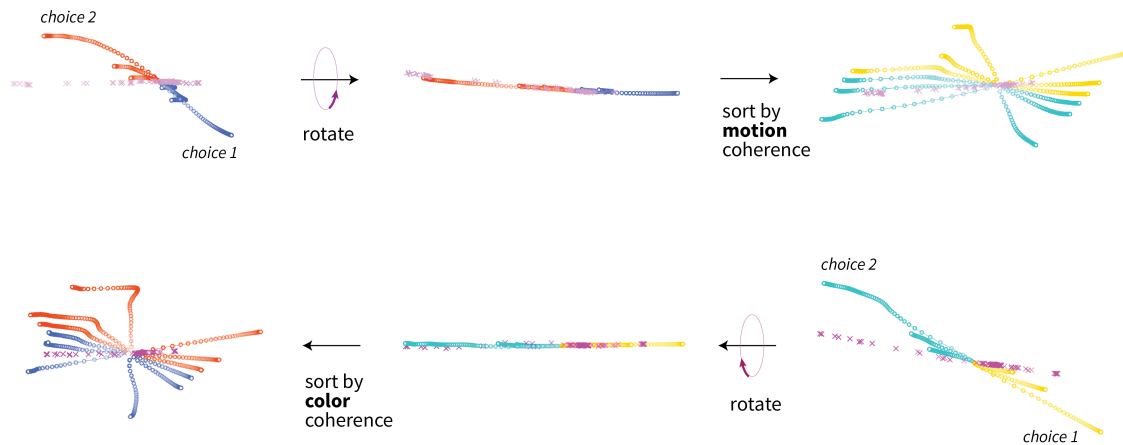 choice 2
choice 1
rotate
sort by
motion
coherence
choice 2
choice 1
rotate
sort by
color
coherence